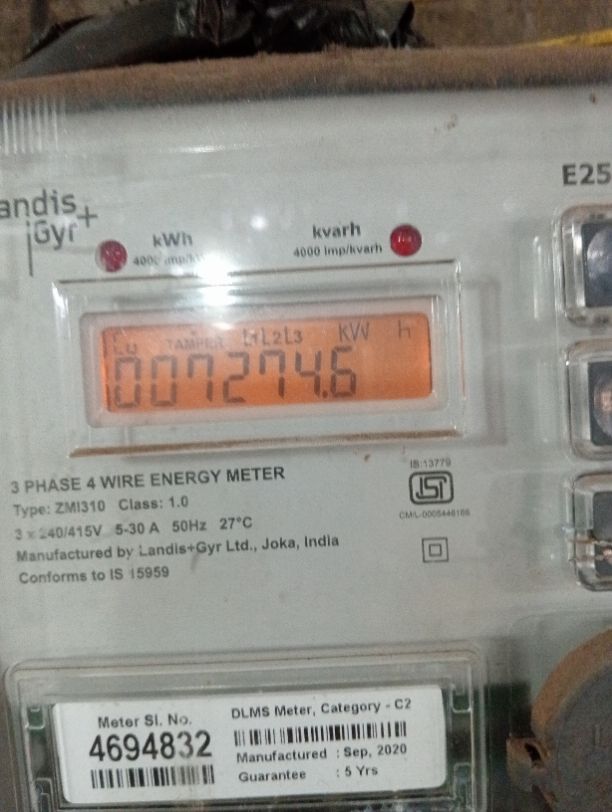 E25
andis
Gyr
+
kWh
kvarh
4000 imp/kvarh
Cu TAMPER L1L2L3 kW h
007274.6
3 PHASE 4 WIRE ENERGY METER
Type: ZMI310 Class: 1.0
3 x 240/415V 5-30 A 50Hz 27°C
Manufactured by Landis+Gyr Ltd., Joka, India
Conforms to IS 15959
IS:13779
ISI
Meter Sl. No.
4694832
DLMS Meter, Category - C2
Manufactured : Sep, 2020
Guarantee : 5 Yrs